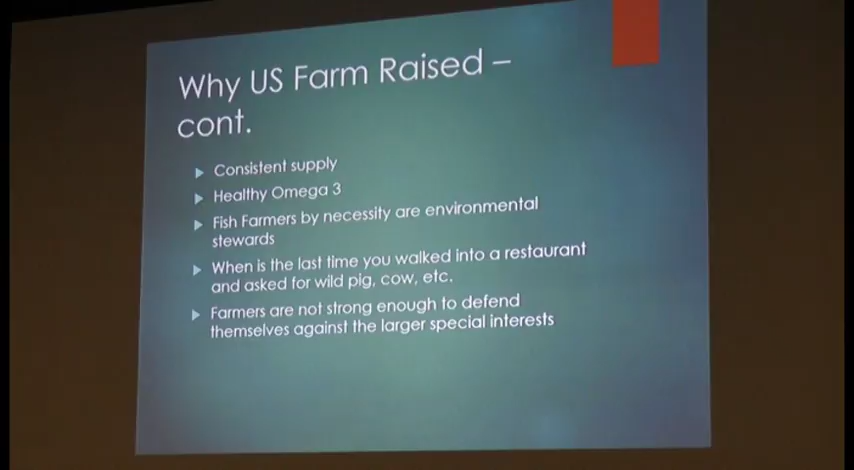 Why US Farm Raised –
cont.
Consistent supply
Healthy Omega 3
Fish Farmers by necessity are environmental
stewards
When is the last time you walked into a restaurant
and asked for wild pig, cow, etc.
Farmers are not strong enough to defend
themselves against the larger special interests